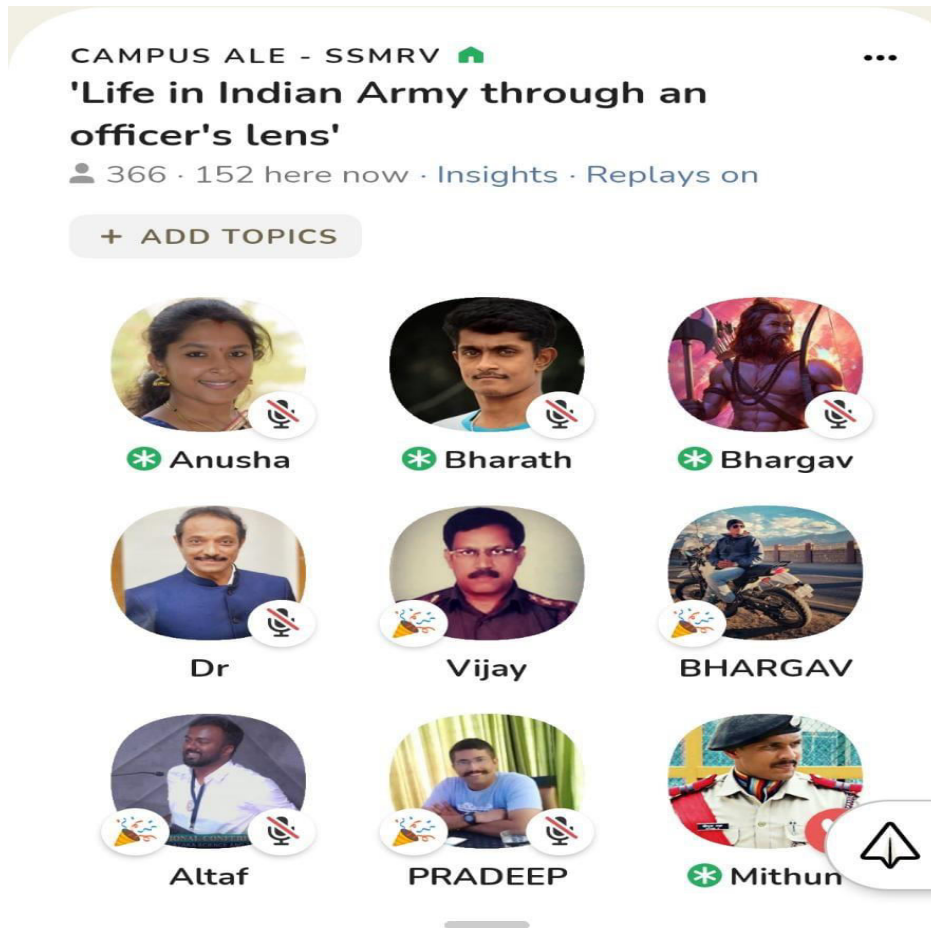 CAMPUS ALE - SSMRV
'Life in Indian Army through an
officer's lens'
366 · 152 here now · Insights · Replays on
+ ADD TOPICS
Anusha Bharath Bhargav
Dr Vijay BHARGAV
Altaf PRADEEP Mithun